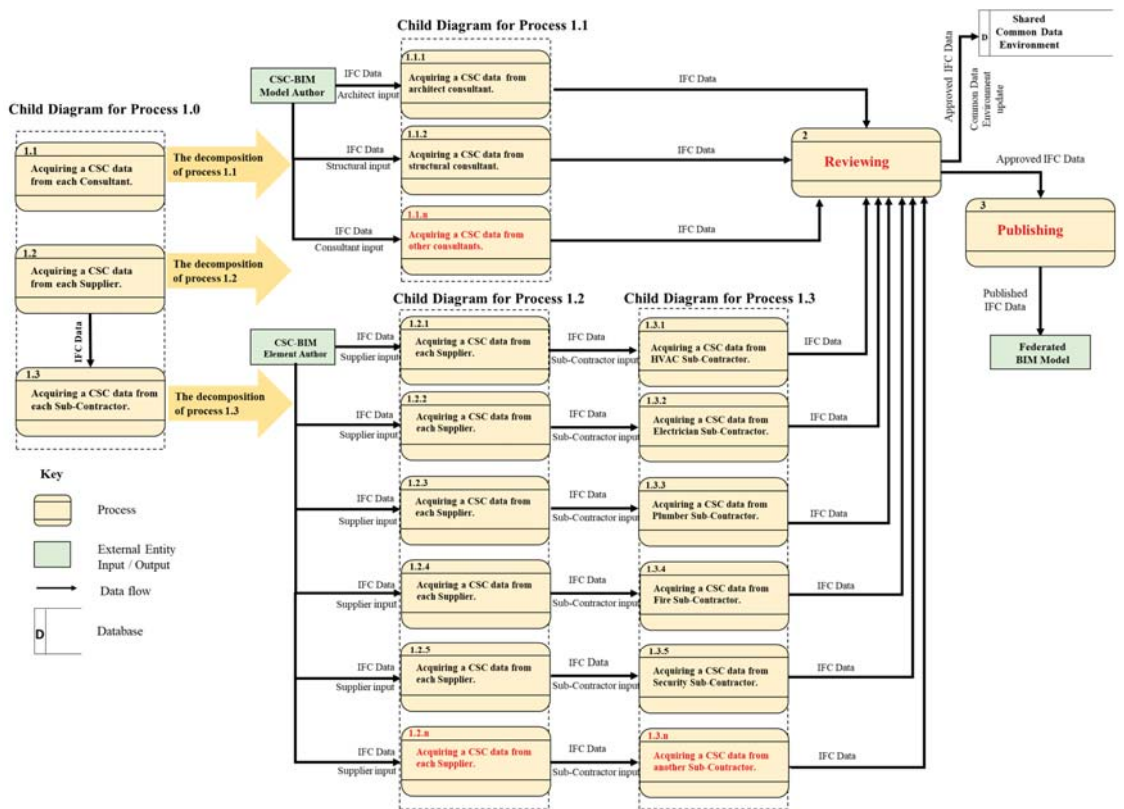 Child Diagram for Process 1.0
1.1
Acquiring a CSC data
from each Consultant.
1.2
Acquiring a CSC data
from each Supplier.
IFC Data
1.3
Acquiring a CSC data from
each Sub-Contractor.
The decomposition
of process 1.1
The decomposition
of process 1.2
The decomposition
of process 1.3
Key
Process
External Entity
Input / Output
Data flow
D
Database
CSC-BIM
Model Author
IFC Data
Architect input
IFC Data
Structural input
IFC Data
Consultant input
Child Diagram for Process 1.1
1.1.1
Acquiring a CSC data from
architect consultant.
1.1.2
Acquiring a CSC data from
structural consultant.
1.1.n
Acquiring a CSC data from
other consultants.
IFC Data
IFC Data
IFC Data
CSC-BIM
Element Author
IFC Data
Supplier input
IFC Data
Supplier input
IFC Data
Supplier input
IFC Data
Supplier input
IFC Data
Supplier input
IFC Data
Supplier input
Child Diagram for Process 1.2
1.2.1
Acquiring a CSC data from
each Supplier.
1.2.2
Acquiring a CSC data from
each Supplier.
1.2.3
Acquiring a CSC data from
each Supplier.
1.2.4
Acquiring a CSC data from
each Supplier.
1.2.5
Acquiring a CSC data from
each Supplier.
1.2.n
Acquiring a CSC data from
each Supplier.
IFC Data
Sub-Contractor input
IFC Data
Sub-Contractor input
IFC Data
Sub-Contractor input
IFC Data
Sub-Contractor input
IFC Data
Sub-Contractor input
IFC Data
Sub-Contractor input
Child Diagram for Process 1.3
1.3.1
Acquiring a CSC data from
HVAC Sub-Contractor.
1.3.2
Acquiring a CSC data from
Electrician Sub-Contractor.
1.3.3
Acquiring a CSC data from
Plumber Sub-Contractor.
1.3.4
Acquiring a CSC data from
Fire Sub-Contractor.
1.3.5
Acquiring a CSC data from
Security Sub-Contractor.
1.3.n
Acquiring a CSC data from
another Sub-Contractor.
IFC Data
IFC Data
IFC Data
IFC Data
IFC Data
IFC Data
2
Reviewing
Approved IFC Data
Common Data
Environment
update
D
Shared
Common Data
Environment
Approved IFC Data
3
Publishing
Published
IFC Data
Federated
BIM Model